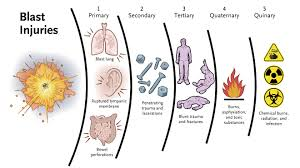 Blast
Injuries
1
Primary
2
Secondary
3
Tertiary
4
Quaternary
5
Quinary
Blast lung
Ruptured tympanic
membrane
Bowel
perforations
Penetrating
trauma and
lacerations
Blunt trauma
and fractures
Burns,
asphyxiation,
and toxic
substances
Chemical burns,
radiation, and
infection